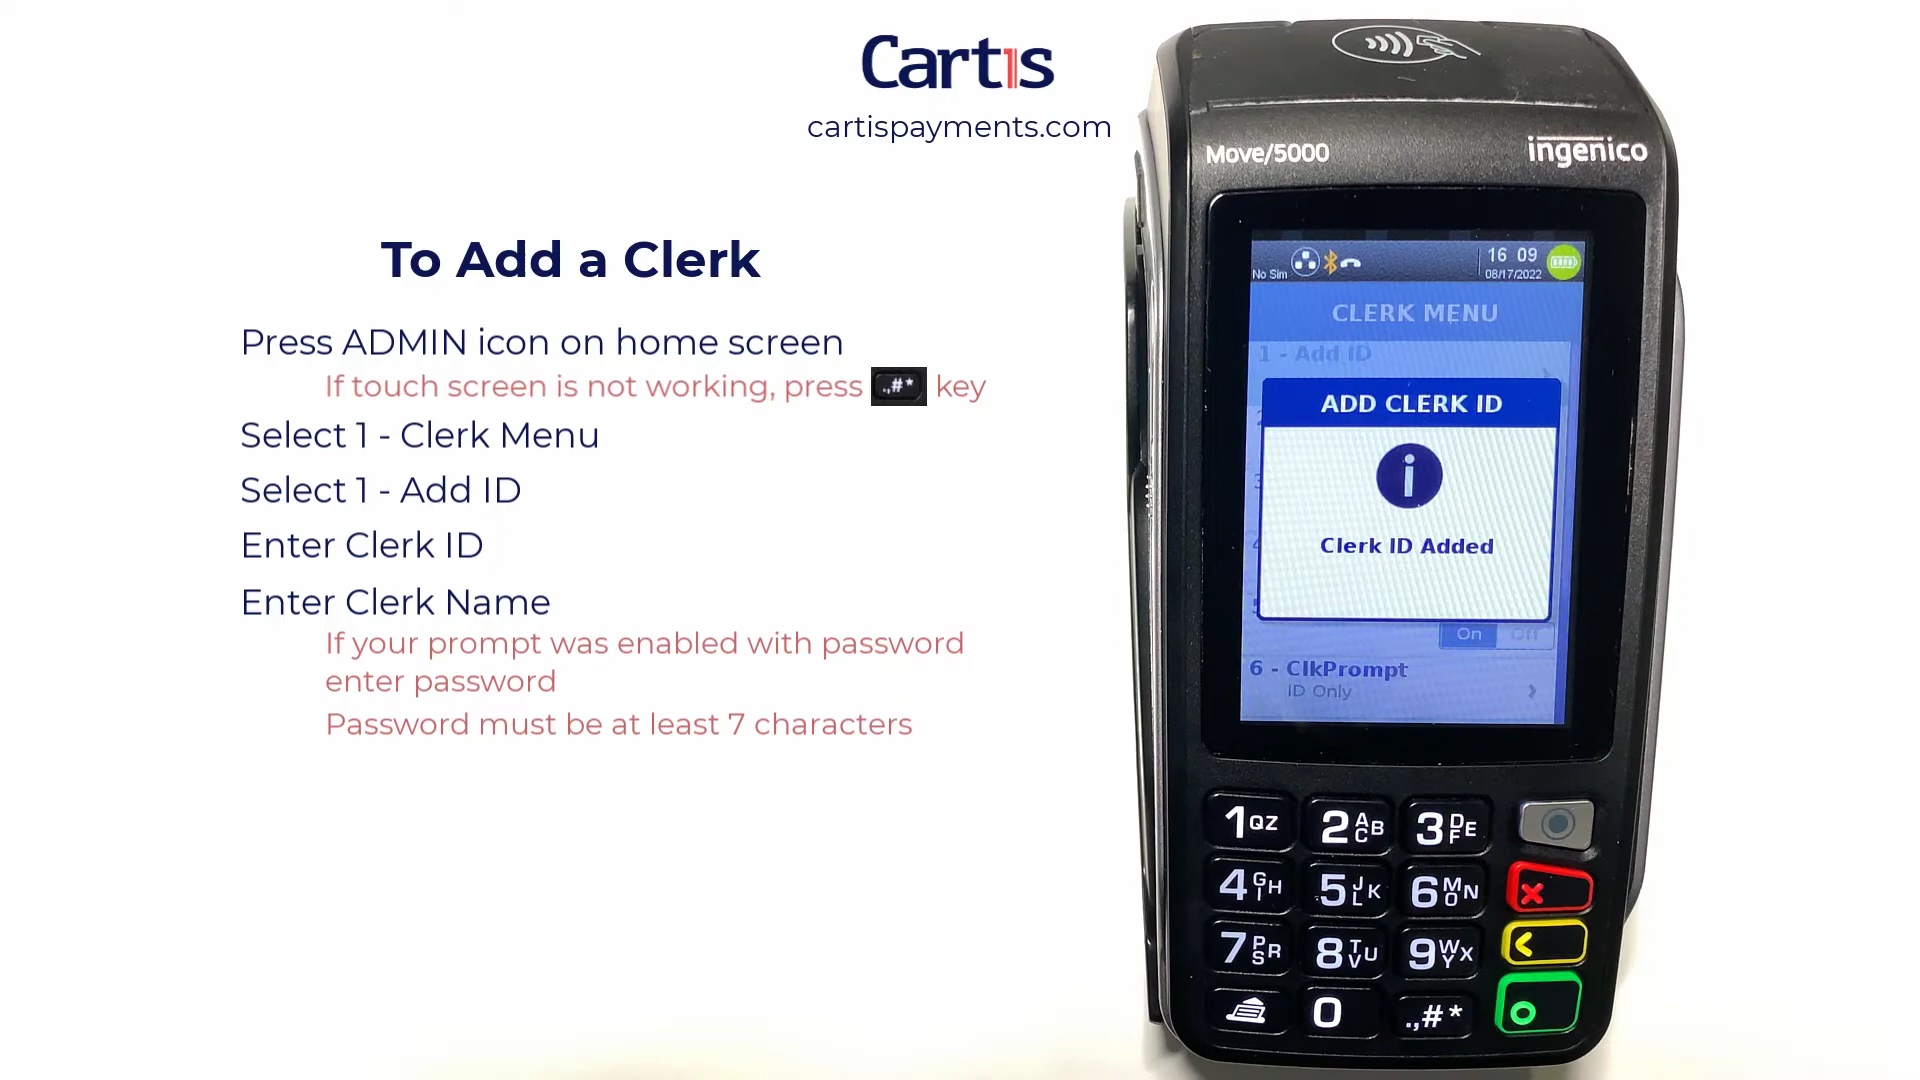 Cartis
cartispayments.com
To Add a Clerk
Press ADMIN icon on home screen
If touch screen is not working, press .,#* key
Select 1 - Clerk Menu
Select 1 - Add ID
Enter Clerk ID
Enter Clerk Name
If your prompt was enabled with password
enter password
Password must be at least 7 characters
Move/5000
ingenico
No Sim
16 09
08/17/2022
CLERK MENU
1 - Add ID
ADD CLERK ID
i
Clerk ID Added
On Off
6 - ClkPrompt
ID Only
1 QZ 2 ABC 3 DEF
4 GHI 5 JKL 6 MNO
7 PRS 8 TUV 9 WXY
0 .,#*